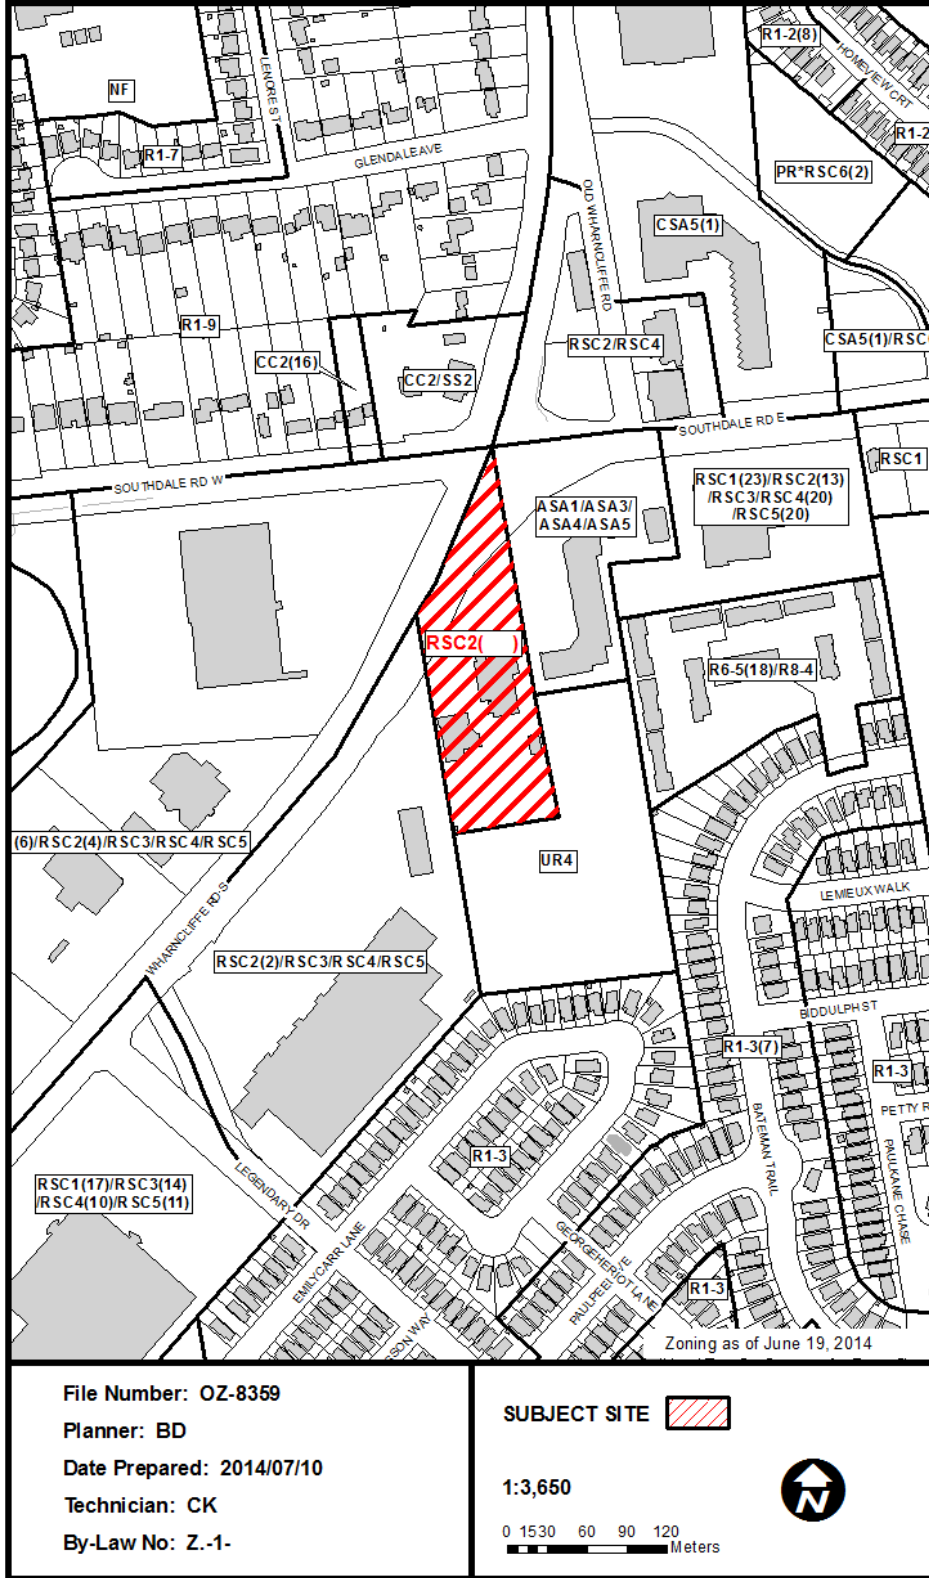 R1-2(8)
HOMEVIEW CRT
NF
LENORE ST
R1-2
R1-7
GLENDALE AVE
PR*RSC6(2)
OLD WHARNCLIFFE RD
CSA5(1)
R1-9
RSC2/RSC4
CSA5(1)/RSC
CC2(16)
CC2/SS2
SOUTHDALE RD E
SOUTHDALE RD W
RSC1
RSC1(23)/RSC2(13)
/RSC3/RSC4(20)
/RSC5(20)
ASA1/ASA3/
ASA4/ASA5
RSC2( )
R6-5(18)/R8-4
(6)/RSC2(4)/RSC3/RSC4/RSC5
UR4
LEMIEUX WALK
WHARNCLIFFE RD S
RSC2(2)/RSC3/RSC4/RSC5
BIDDULPH ST
R1-3(7)
R1-3
PETTY R
BATEMAN TRAIL
PAULKANE CHASE
R1-3
RSC1(17)/RSC3(14)
/RSC4(10)/RSC5(11)
LEGENDARY DR
EMILYCARR LANE
GEORGEHERIOT LANE
R1-3
SSON WAY
Zoning as of June 19, 2014
File Number: OZ-8359
Planner: BD
Date Prepared: 2014/07/10
Technician: CK
By-Law No: Z.-1-
SUBJECT SITE
1:3,650
N
0 15 30 60 90 120
Meters